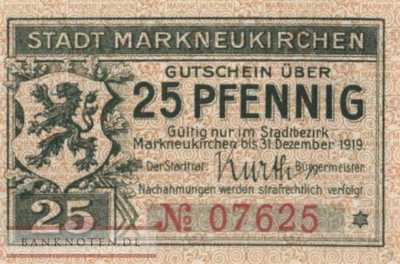 STADT MARKNEUKIRCHEN
GUTSCHEIN ÜBER
25 PFENNIG
Gültig nur im Stadtbezirk
Markneukirchen bis 31 Dezember 1919.
Der Stadtrat: Kurth Bürgermeister.
Nachahmungen werden strafrechtlich verfolgt
25
№ 07625
BANKNOTEN.DE